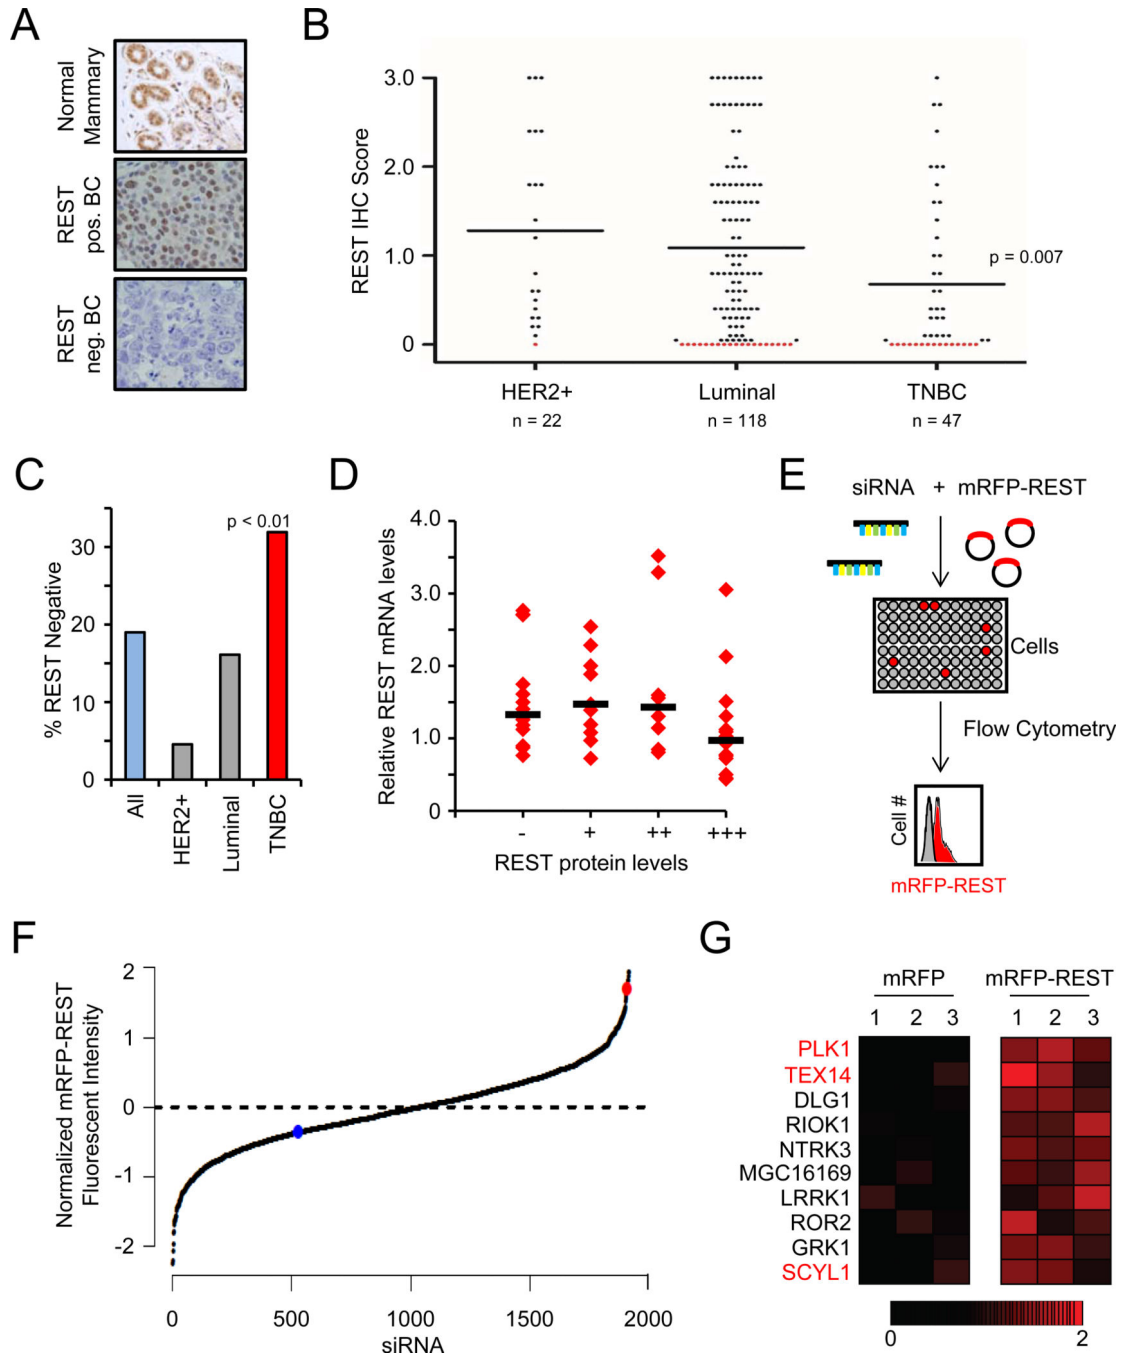 A
Normal
Mammary
REST
pos. BC
REST
neg. BC
B
REST IHC Score
3.0
2.0
1.0
0
p = 0.007
HER2+
Luminal
TNBC
n = 22
n = 118
n = 47
C
% REST Negative
30
20
10
0
p < 0.01
All
HER2+
Luminal
TNBC
D
Relative REST mRNA levels
4.0
3.0
2.0
1.0
0
- + ++ +++
REST protein levels
E
siRNA + mRFP-REST
Cells
Flow Cytometry
Cell #
mRFP-REST
F
Normalized mRFP-REST
Fluorescent Intensity
2
1
0
-1
-2
0 500 1000 1500 2000
siRNA
G
mRFP mRFP-REST
1 2 3 1 2 3
PLK1
TEX14
DLG1
RIOK1
NTRK3
MGC16169
LRRK1
ROR2
GRK1
SCYL1
0 2